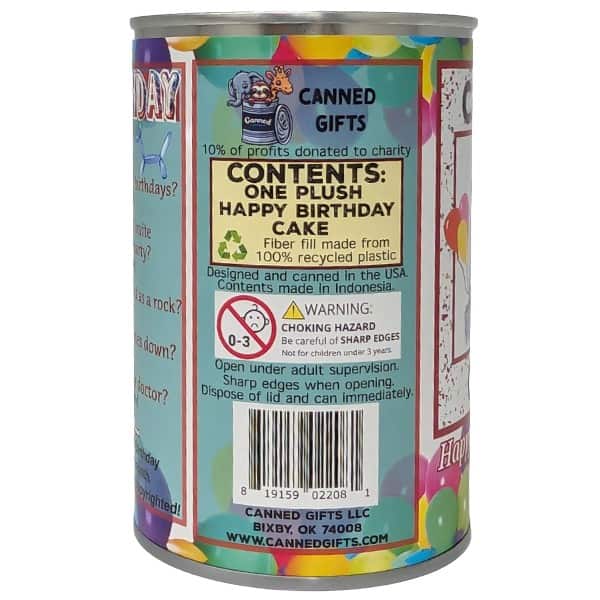 DAY
birthdays?
arty?
as a rock?
down?
doctor?
birthday
Canned
CANNED
GIFTS
10% of profits donated to charity
CONTENTS:
ONE PLUSH
HAPPY BIRTHDAY
CAKE
Fiber fill made from
100% recycled plastic
Designed and canned in the USA.
Contents made in Indonesia.
0-3
WARNING:
CHOKING HAZARD
Be careful of SHARP EDGES
Not for children under 3 years.
Open under adult supervision.
Sharp edges when opening.
Dispose of lid and can immediately.
8 19159 02208 1
CANNED GIFTS LLC
BIXBY, OK 74008
WWW.CANNEDGIFTS.COM